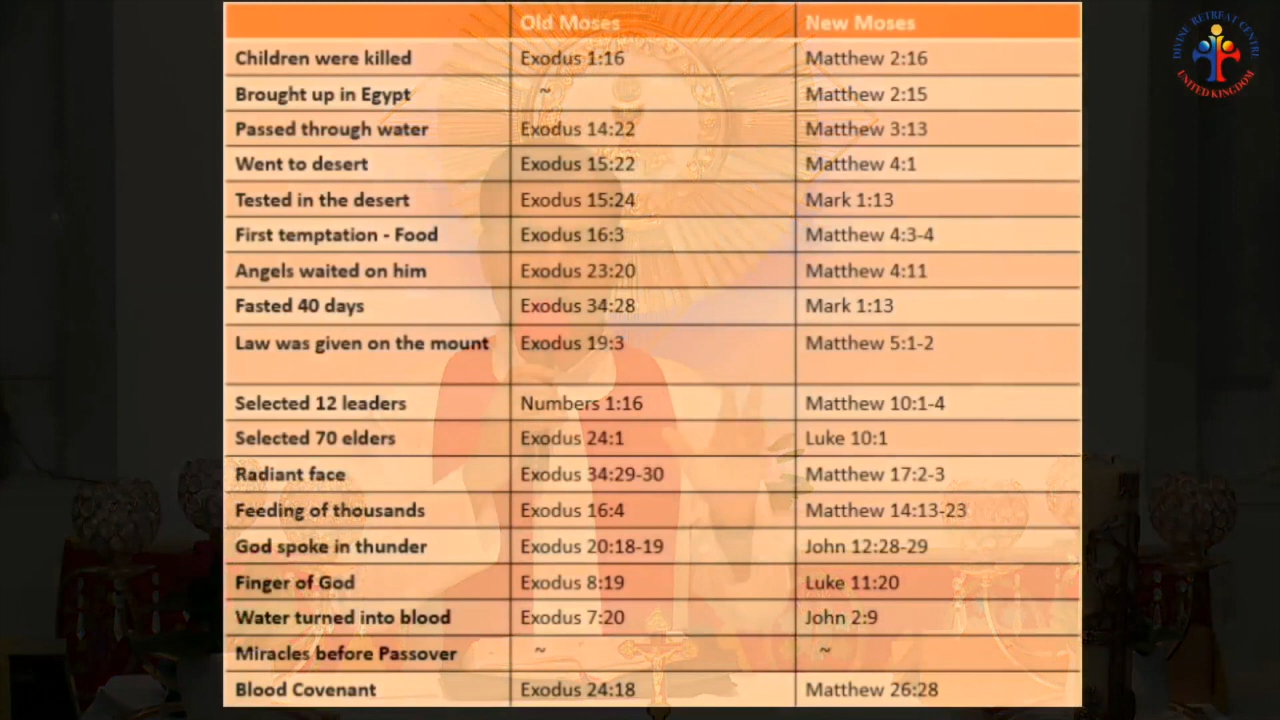 Old Moses New Moses
Children were killed Exodus 1:16 Matthew 2:16
Brought up in Egypt ~ Matthew 2:15
Passed through water Exodus 14:22 Matthew 3:13
Went to desert Exodus 15:22 Matthew 4:1
Tested in the desert Exodus 15:24 Mark 1:13
First temptation - Food Exodus 16:3 Matthew 4:3-4
Angels waited on him Exodus 23:20 Matthew 4:11
Fasted 40 days Exodus 34:28 Mark 1:13
Law was given on the mount Exodus 19:3 Matthew 5:1-2
Selected 12 leaders Numbers 1:16 Matthew 10:1-4
Selected 70 elders Exodus 24:1 Luke 10:1
Radiant face Exodus 34:29-30 Matthew 17:2-3
Feeding of thousands Exodus 16:4 Matthew 14:13-23
God spoke in thunder Exodus 20:18-19 John 12:28-29
Finger of God Exodus 8:19 Luke 11:20
Water turned into blood Exodus 7:20 John 2:9
Miracles before Passover ~ ~
Blood Covenant Exodus 24:18 Matthew 26:28
DIVINE RETREAT CENTRE
UNITED KINGDOM